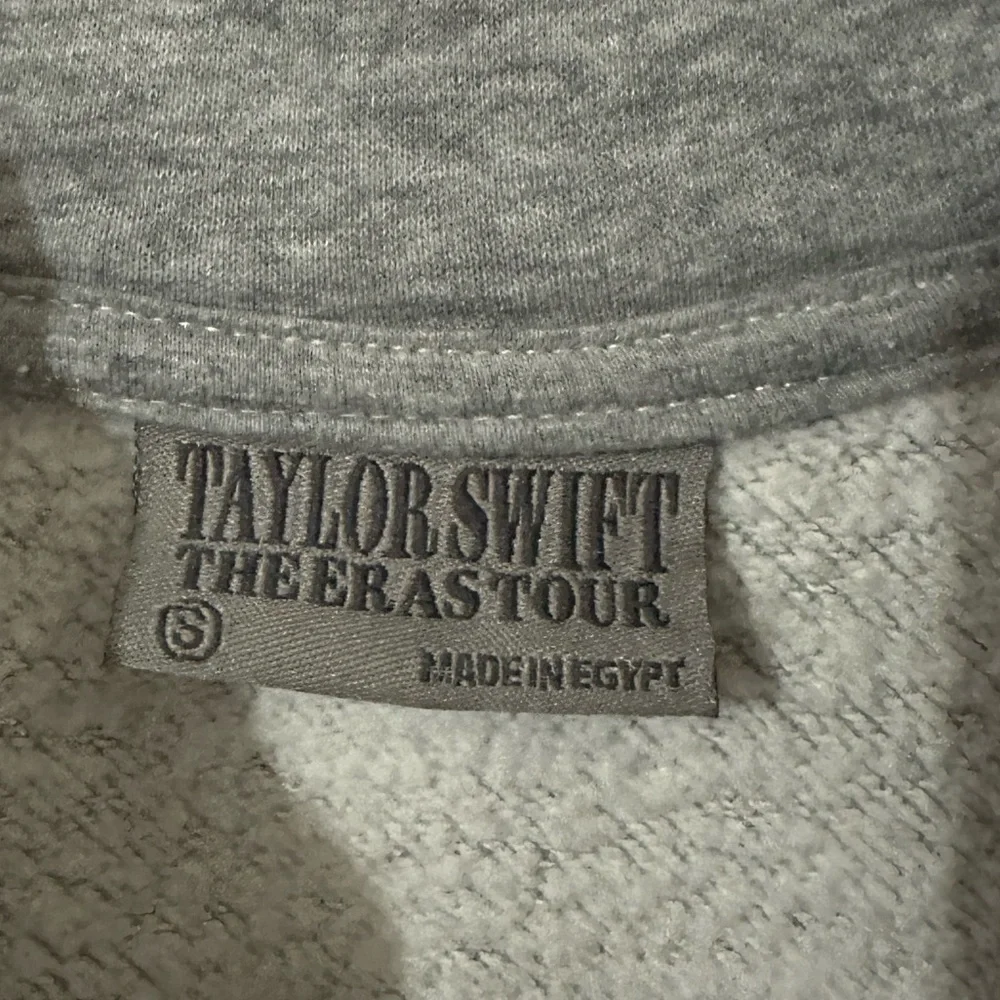 TAYLOR SWIFT
THE ERAS TOUR
S
MADE IN EGYPT